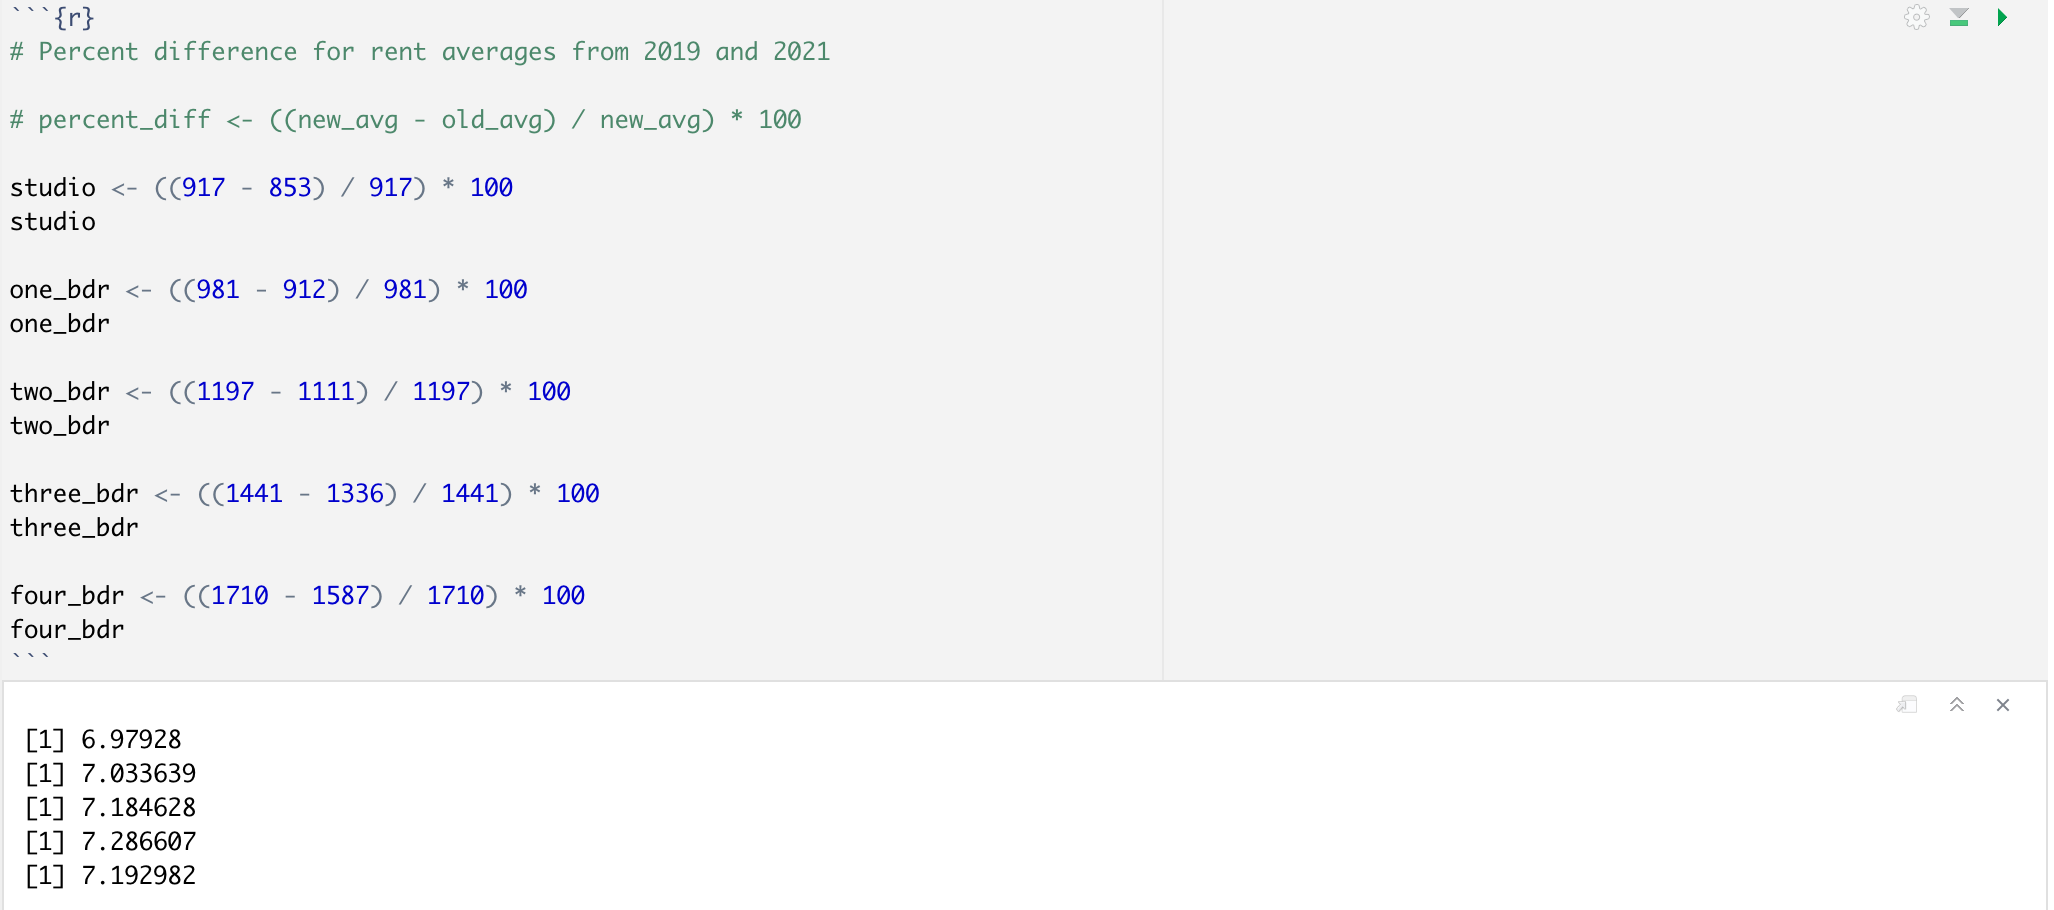 ```{r}
# Percent difference for rent averages from 2019 and 2021
# percent_diff <- ((new_avg - old_avg) / new_avg) * 100
studio <- ((917 - 853) / 917) * 100
studio
one_bdr <- ((981 - 912) / 981) * 100
one_bdr
two_bdr <- ((1197 - 1111) / 1197) * 100
two_bdr
three_bdr <- ((1441 - 1336) / 1441) * 100
three_bdr
four_bdr <- ((1710 - 1587) / 1710) * 100
four_bdr
```
[1] 6.97928
[1] 7.033639
[1] 7.184628
[1] 7.286607
[1] 7.192982